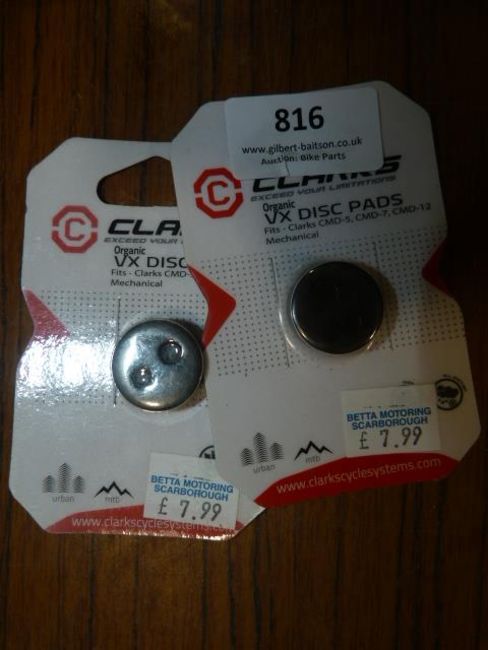 816
www.gilbert-baitson.co.uk
Auction: Bike Parts
CLARKS
EXCEED YOUR LIMITATIONS
Organic
VX DISC PADS
Fits - Clarks CMD-5, CMD-7, CMD-12
Mechanical
BETTA MOTORING
SCARBOROUGH
£ 7.99
urban
mtb
www.clarkscyclesystems.com
CLAR
EXCEED YOUR
Organic
VX DISC
Fits - Clarks CMD-
Mechanical
BETTA MOTORING
SCARBOROUGH
£ 7.99
urban
mtb
www.clarkscyclesystems.com